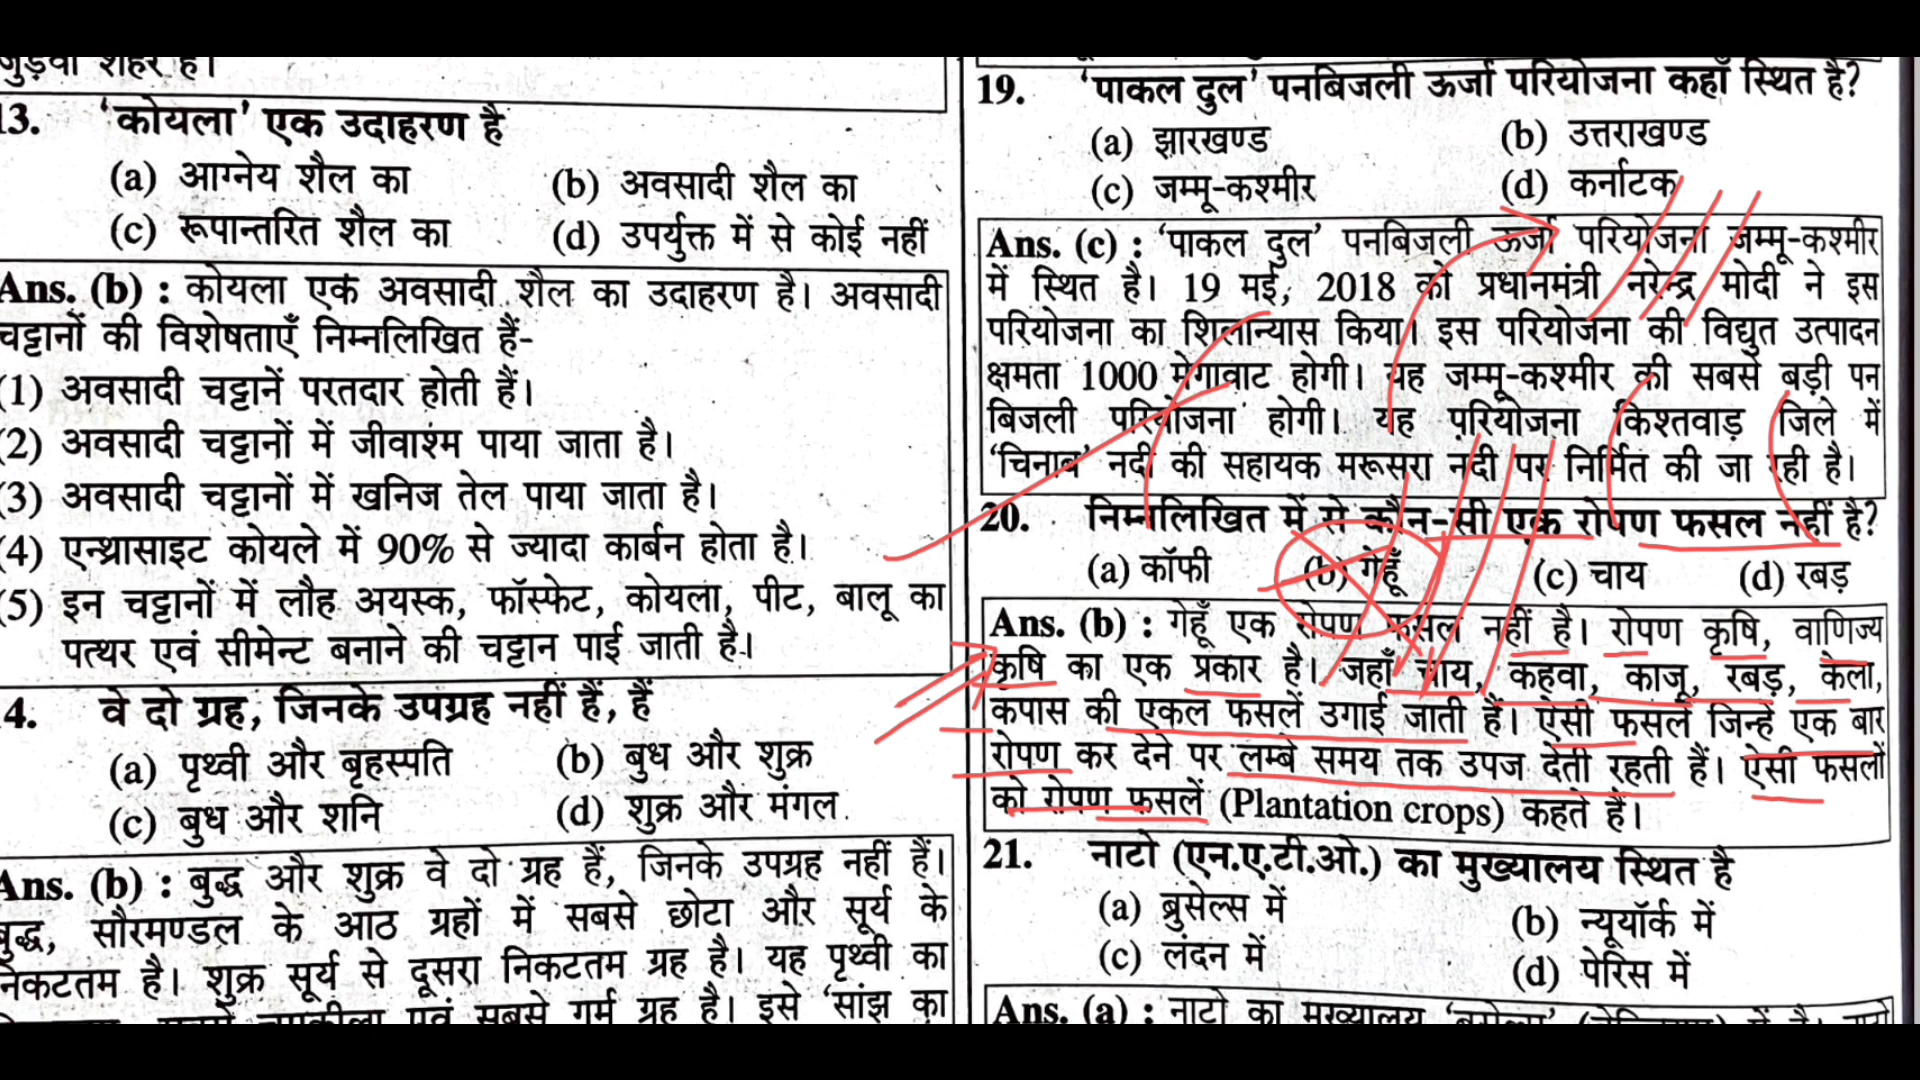 जुड़वा शहर है।
13. 'कोयला' एक उदाहरण है
(a) आग्नेय शैल का (b) अवसादी शैल का
(c) रूपान्तरित शैल का (d) उपर्युक्त में से कोई नहीं
Ans. (b) : कोयला एक अवसादी शैल का उदाहरण है। अवसादी
चट्टानों की विशेषताएँ निम्नलिखित हैं-
(1) अवसादी चट्टानें परतदार होती हैं।
(2) अवसादी चट्टानों में जीवाश्म पाया जाता है।
(3) अवसादी चट्टानों में खनिज तेल पाया जाता है।
(4) एन्थ्रासाइट कोयले में 90% से ज्यादा कार्बन होता है।
(5) इन चट्टानों में लौह अयस्क, फॉस्फेट, कोयला, पीट, बालू का
पत्थर एवं सीमेन्ट बनाने की चट्टान पाई जाती है।
4. वे दो ग्रह, जिनके उपग्रह नहीं हैं, हैं
(a) पृथ्वी और बृहस्पति (b) बुध और शुक्र
(c) बुध और शनि (d) शुक्र और मंगल
Ans. (b) : बुद्ध और शुक्र वे दो ग्रह हैं, जिनके उपग्रह नहीं हैं।
बुद्ध, सौरमण्डल के आठ ग्रहों में सबसे छोटा और सूर्य के
निकटतम है। शुक्र सूर्य से दूसरा निकटतम ग्रह है। यह पृथ्वी का
एवं सबसे गर्म ग्रह है। इसे 'सांझ का
19. 'पाकल दुल' पनबिजली ऊर्जा परियोजना कहाँ स्थित है?
(a) झारखण्ड (b) उत्तराखण्ड
(c) जम्मू-कश्मीर (d) कर्नाटक
Ans. (c) : 'पाकल दुल' पनबिजली ऊर्जा परियोजना जम्मू-कश्मीर
में स्थित है। 19 मई, 2018 को प्रधानमंत्री नरेन्द्र मोदी ने इस
परियोजना का शिलान्यास किया। इस परियोजना की विद्युत उत्पादन
क्षमता 1000 मेगावाट होगी। यह जम्मू-कश्मीर की सबसे बड़ी पन
बिजली परियोजना होगी। यह परियोजना किश्तवाड़ जिले में
'चिनाब' नदी की सहायक मरूसरा नदी पर निर्मित की जा रही है।
20. निम्नलिखित में से कौन-सी एक रोपण फसल नहीं है?
(a) कॉफी (b) गेहूँ (c) चाय (d) रबड़
Ans. (b) : गेहूँ एक रोपण फसल नहीं है। रोपण कृषि, वाणिज्य
कृषि का एक प्रकार है। जहाँ चाय, कहवा, काजू, रबड़, केला,
कपास की एकल फसलें उगाई जाती हैं। ऐसी फसलें जिन्हें एक बार
रोपण कर देने पर लम्बे समय तक उपज देती रहती हैं। ऐसी फसलों
को रोपण फसलें (Plantation crops) कहते हैं।
21. नाटो (एन.ए.टी.ओ.) का मुख्यालय स्थित है
(a) ब्रुसेल्स में (b) न्यूयॉर्क में
(c) लंदन में (d) पेरिस में
Ans. (a) : नाटो का मुख्यालय